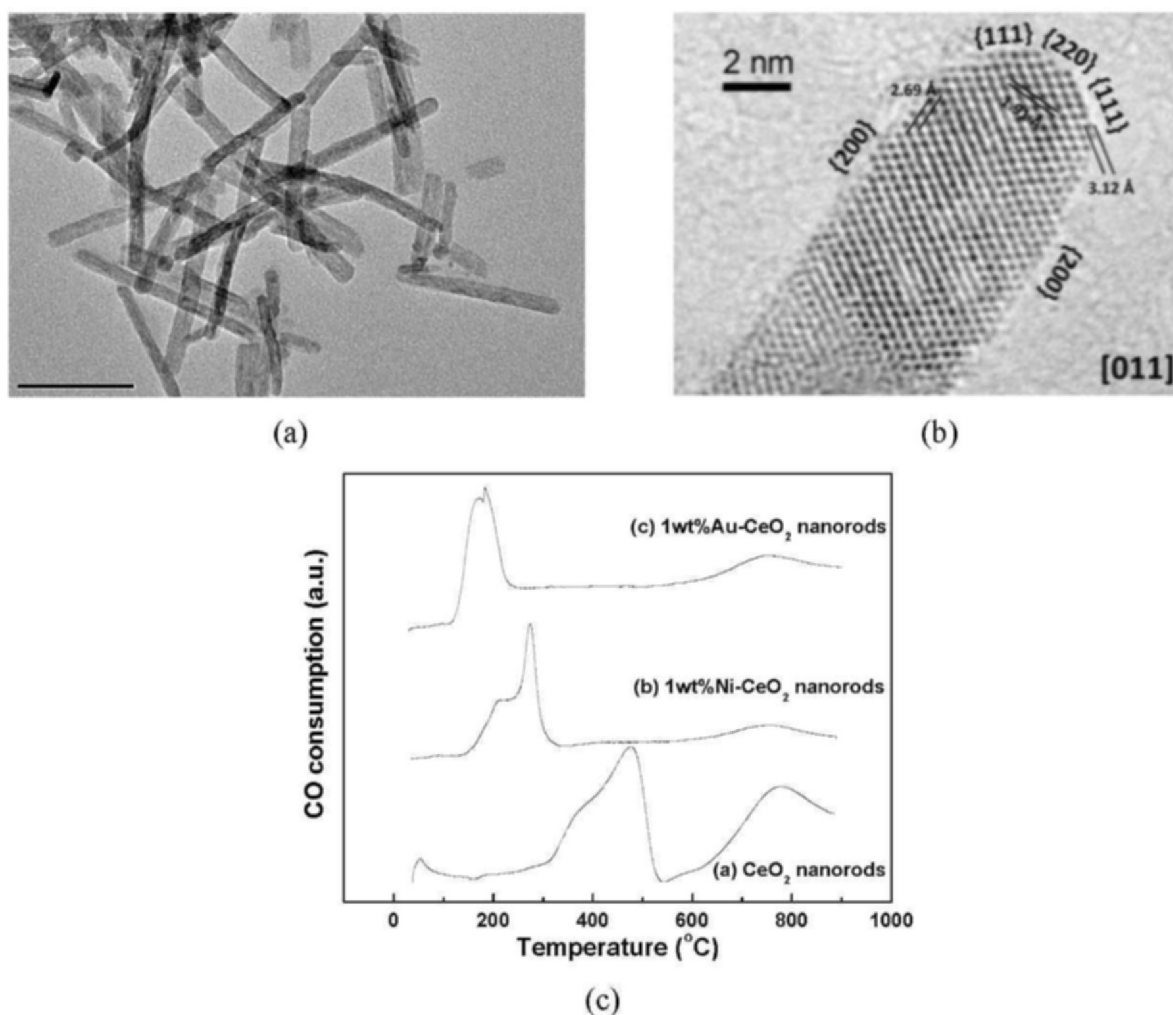 (a)
2 nm
{111}
{220}
{111}
2.69 Å
{200}
3.12 Å
{200}
[011]
(b)
CO consumption (a.u.)
(c) 1wt%Au-CeO₂ nanorods
(b) 1wt%Ni-CeO₂ nanorods
(a) CeO₂ nanorods
0 200 400 600 800 1000
Temperature (°C)
(c)